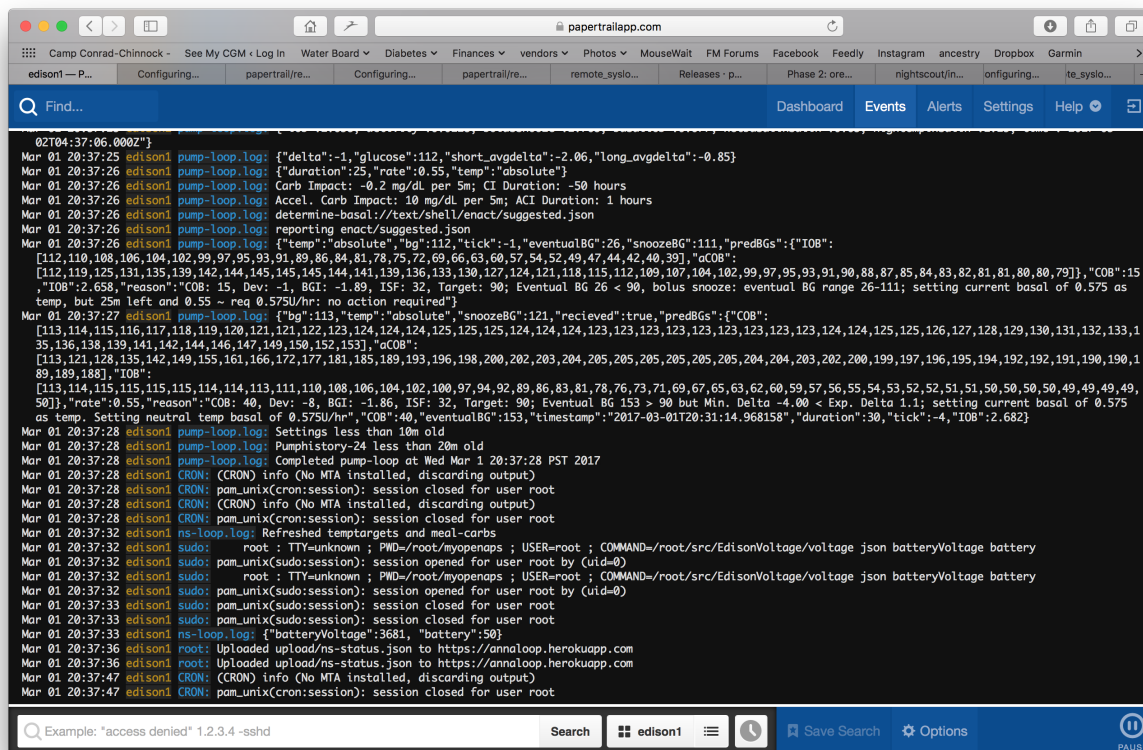 papertrailapp.com
Camp Conrad-Chinnock - See My CGM < Log In Water Board Diabetes Finances vendors Photos MouseWait FM Forums Facebook Feedly Instagram ancestry Dropbox Garmin
edison1 — P... Configuring... papertrail/re... Configuring... papertrail/re... remote_syslo... Releases · p... Phase 2: ore... nightscout/in... onfiguring... te_syslo...
Find... Dashboard Events Alerts Settings Help
02T04:37:06.000Z"}
Mar 01 20:37:25 edison1 pump-loop.log: {"delta":-1,"glucose":112,"short_avgdelta":-2.06,"long_avgdelta":-0.85}
Mar 01 20:37:26 edison1 pump-loop.log: {"duration":25,"rate":0.55,"temp":"absolute"}
Mar 01 20:37:26 edison1 pump-loop.log: Carb Impact: -0.2 mg/dL per 5m; CI Duration: -50 hours
Mar 01 20:37:26 edison1 pump-loop.log: Accel. Carb Impact: 10 mg/dL per 5m; ACI Duration: 1 hours
Mar 01 20:37:26 edison1 pump-loop.log: determine-basal://text/shell/enact/suggested.json
Mar 01 20:37:26 edison1 pump-loop.log: reporting enact/suggested.json
Mar 01 20:37:26 edison1 pump-loop.log: {"temp":"absolute","bg":112,"tick":-1,"eventualBG":26,"snoozeBG":111,"predBGs":{"IOB":
[112,110,108,106,104,102,99,97,95,93,91,89,86,84,81,78,75,72,69,66,63,60,57,54,52,49,47,44,42,40,39],"aCOB":
[112,119,125,131,135,139,142,144,145,145,145,144,141,139,136,133,130,127,124,121,118,115,112,109,107,104,102,99,97,95,93,91,90,88,87,85,84,83,82,81,81,80,80,79]},"COB":15
,"IOB":2.658,"reason":"COB: 15, Dev: -1, BGI: -1.89, ISF: 32, Target: 90; Eventual BG 26 < 90, bolus snooze: eventual BG range 26-111; setting current basal of 0.575 as
temp, but 25m left and 0.55 ~ req 0.575U/hr: no action required"}
Mar 01 20:37:27 edison1 pump-loop.log: {"bg":113,"temp":"absolute","snoozeBG":121,"recieved":true,"predBGs":{"COB":
[113,114,115,116,117,118,119,120,121,121,122,123,124,124,124,125,125,125,124,124,124,123,123,123,123,123,123,123,123,123,124,124,125,125,126,127,128,129,130,131,132,133,1
35,136,138,139,141,142,144,146,147,149,150,152,153],"aCOB":
[113,121,128,135,142,149,155,161,166,172,177,181,185,189,193,196,198,200,202,203,204,205,205,205,205,205,205,204,204,203,202,200,199,197,196,195,194,192,192,191,190,190,1
89,189,188],"IOB":
[113,114,115,115,115,115,114,114,113,111,110,108,106,104,102,100,97,94,92,89,86,83,81,78,76,73,71,69,67,65,63,62,60,59,57,56,55,54,53,52,52,51,51,50,50,50,50,49,49,49,49,
50]},"rate":0.55,"reason":"COB: 40, Dev: -8, BGI: -1.86, ISF: 32, Target: 90; Eventual BG 153 > 90 but Min. Delta -4.00 < Exp. Delta 1.1; setting current basal of 0.575
as temp. Setting neutral temp basal of 0.575U/hr","COB":40,"eventualBG":153,"timestamp":"2017-03-01T20:31:14.968158","duration":30,"tick":-4,"IOB":2.682}
Mar 01 20:37:28 edison1 pump-loop.log: Settings less than 10m old
Mar 01 20:37:28 edison1 pump-loop.log: Pumphistory-24 less than 20m old
Mar 01 20:37:28 edison1 pump-loop.log: Completed pump-loop at Wed Mar 1 20:37:28 PST 2017
Mar 01 20:37:28 edison1 CRON: (CRON) info (No MTA installed, discarding output)
Mar 01 20:37:28 edison1 CRON: pam_unix(cron:session): session closed for user root
Mar 01 20:37:28 edison1 CRON: (CRON) info (No MTA installed, discarding output)
Mar 01 20:37:28 edison1 CRON: pam_unix(cron:session): session closed for user root
Mar 01 20:37:32 edison1 ns-loop.log: Refreshed temptargets and meal-carbs
Mar 01 20:37:32 edison1 sudo: root : TTY=unknown ; PWD=/root/myopenaps ; USER=root ; COMMAND=/root/src/EdisonVoltage/voltage json batteryVoltage battery
Mar 01 20:37:32 edison1 sudo: pam_unix(sudo:session): session opened for user root by (uid=0)
Mar 01 20:37:32 edison1 sudo: root : TTY=unknown ; PWD=/root/myopenaps ; USER=root ; COMMAND=/root/src/EdisonVoltage/voltage json batteryVoltage battery
Mar 01 20:37:32 edison1 sudo: pam_unix(sudo:session): session opened for user root by (uid=0)
Mar 01 20:37:33 edison1 sudo: pam_unix(sudo:session): session closed for user root
Mar 01 20:37:33 edison1 sudo: pam_unix(sudo:session): session closed for user root
Mar 01 20:37:33 edison1 ns-loop.log: {"batteryVoltage":3681, "battery":50}
Mar 01 20:37:36 edison1 root: Uploaded upload/ns-status.json to https://annaloop.herokuapp.com
Mar 01 20:37:36 edison1 root: Uploaded upload/ns-status.json to https://annaloop.herokuapp.com
Mar 01 20:37:47 edison1 CRON: (CRON) info (No MTA installed, discarding output)
Mar 01 20:37:47 edison1 CRON: pam_unix(cron:session): session closed for user root
Example: "access denied" 1.2.3.4 -sshd Search edison1 Save Search Options PAUS